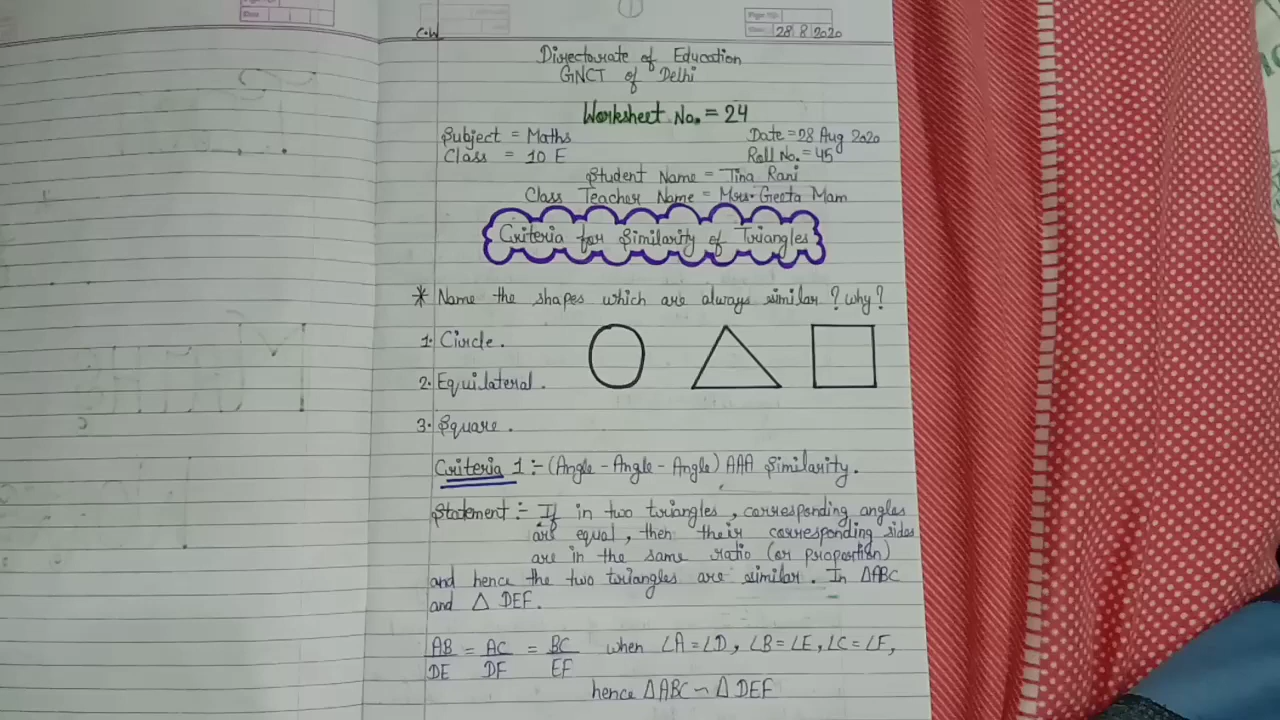 C.W
1
Page No.
Date 28 8 2020
Directorate of Education
GNCT of Delhi
Worksheet No. = 24
Subject = Maths
Date = 28 Aug 2020
Class = 10 E
Roll No. = 45
Student Name = Tina Rani
Class Teacher Name = Mrs. Geeta Mam
Criteria for Similarity of Triangles
* Name the shapes which are always similar ? why ?
1. Circle.
2. Equilateral.
3. Square.
Criteria 1 :- (Angle - Angle - Angle) AAA Similarity.
Statement :- If in two triangles, corresponding angles
are equal, then their corresponding sides
are in the same ratio (or proportion)
and hence the two triangles are similar. In ΔABC
and Δ DEF.
AB/DE = AC/DF = BC/EF when ∠A = ∠D, ∠B = ∠E, ∠C = ∠F,
hence ΔABC ~ Δ DEF